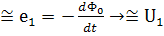 ≅ e₁ = −dΦ₀/dt →≅ U₁